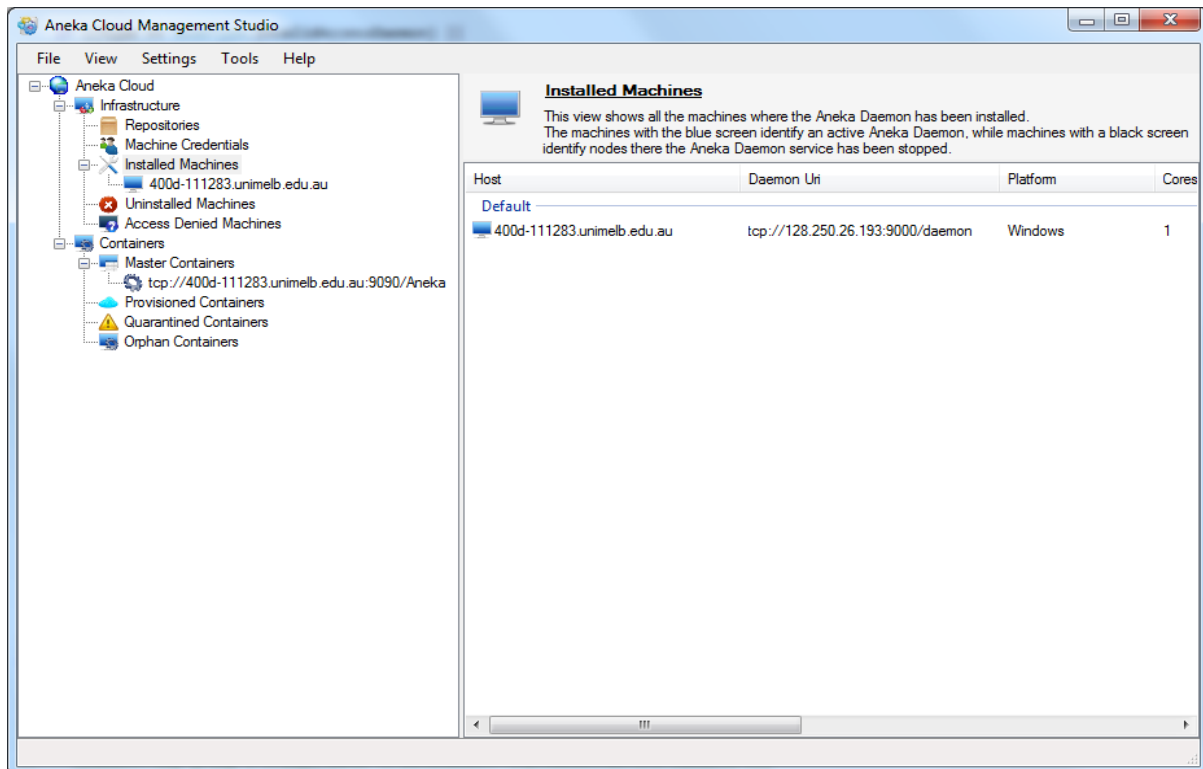 Aneka Cloud Management Studio
File View Settings Tools Help
Aneka Cloud
Infrastructure
Repositories
Machine Credentials
Installed Machines
400d-111283.unimelb.edu.au
Uninstalled Machines
Access Denied Machines
Containers
Master Containers
tcp://400d-111283.unimelb.edu.au:9090/Aneka
Provisioned Containers
Quarantined Containers
Orphan Containers
Installed Machines
This view shows all the machines where the Aneka Daemon has been installed.
The machines with the blue screen identify an active Aneka Daemon, while machines with a black screen
identify nodes there the Aneka Daemon service has been stopped.
Host Daemon Uri Platform Cores
Default
400d-111283.unimelb.edu.au tcp://128.250.26.193:9000/daemon Windows 1